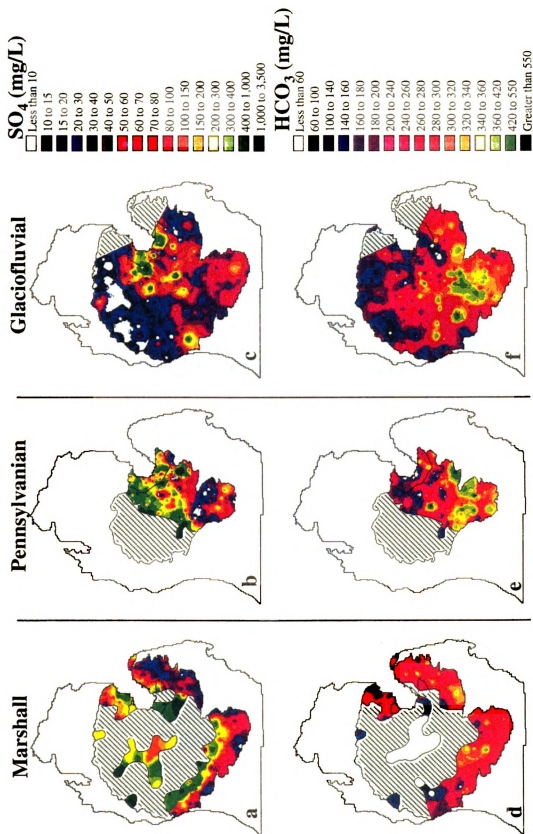 Marshall
Pennsylvanian
Glaciofluvial
a
b
c
SO4 (mg/L)
Less than 10
10 to 15
15 to 20
20 to 30
30 to 40
40 to 50
50 to 60
60 to 70
70 to 80
80 to 100
100 to 150
150 to 200
200 to 300
300 to 400
400 to 1,000
1,000 to 3,500
d
e
f
HCO3 (mg/L)
Less than 60
60 to 100
100 to 140
140 to 160
160 to 180
180 to 200
200 to 240
240 to 260
260 to 280
280 to 300
300 to 320
320 to 340
340 to 360
360 to 420
420 to 550
Greater than 550